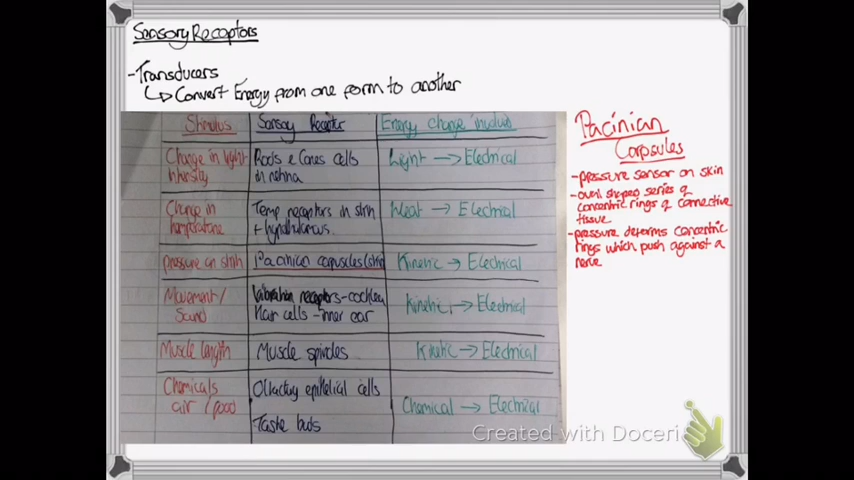 Sensory Receptors
-Transducers
↳ Convert Energy from one form to another
Stimulus Sensory Receptor Energy change involved
Change in light Rods & Cones cells Light → Electrical
intensity in retina
Change in Temp receptors in skin Heat → Electrical
temperature + hypothalamus.
pressure on skin Pacinian corpuscles (skin) Kinetic → Electrical
Movement/ Vibration receptors - cochlea Kinetic → Electrical
Sound Hair cells - inner ear
Muscle length Muscle spindles Kinetic → Electrical
Chemicals Olfactory epithelial cells
air / food Chemical → Electrical
Taste buds
Pacinian
Corpsules
-pressure sensor on skin
-oval shaped series of
concentric rings of connective
tissue
-pressure deforms concentric
rings which push against a
nerve
Created with Doceri